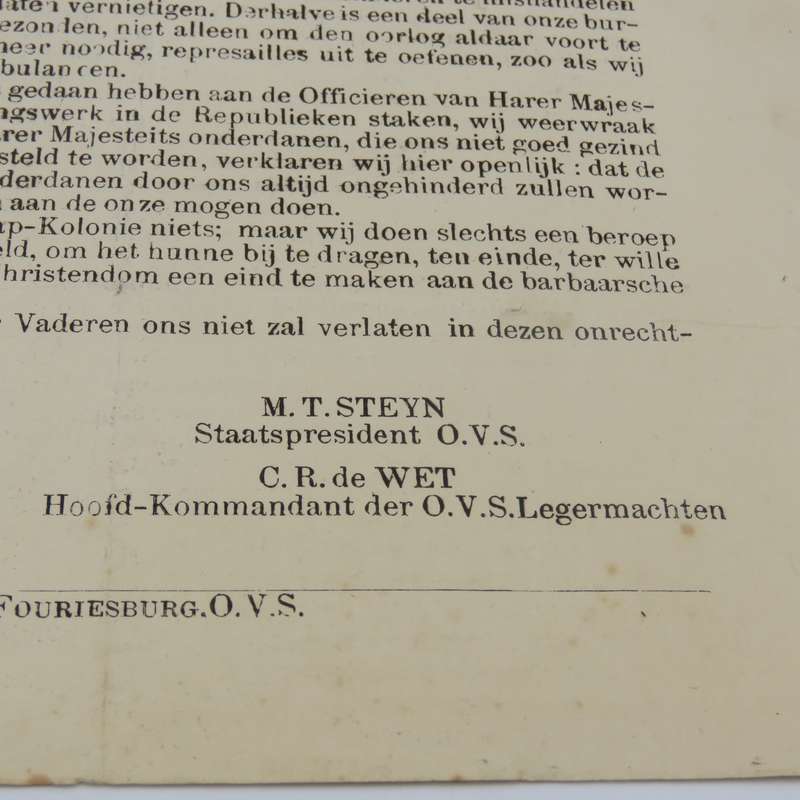 vernietigen. Derhalve is een deel van onze bur-
niet alleen om den oorlog aldaar voort te
noodig, represailles uit te oefenen, zoo als wij
bulancen.
gedaan hebben aan de Officieren van Harer Majes-
ngswerk in de Republieken staken, wij weerwraak
rer Majesteits onderdanen, die ons niet goed gezind
steld te worden, verklaren wij hier openlijk : dat de
derdanen door ons altijd ongehinderd zullen wor-
aan de onze mogen doen.
ap-Kolonie niets; maar wij doen slechts een beroep
eld, om het hunne bij te dragen, ten einde, ter wille
hristendom een eind te maken aan de barbaarsche
Vaderen ons niet zal verlaten in dezen onrecht-
M. T. STEYN
Staatspresident O.V.S.
C. R. de WET
Hoofd-Kommandant der O.V.S.Legermachten
FOURIESBURG.O.V.S.